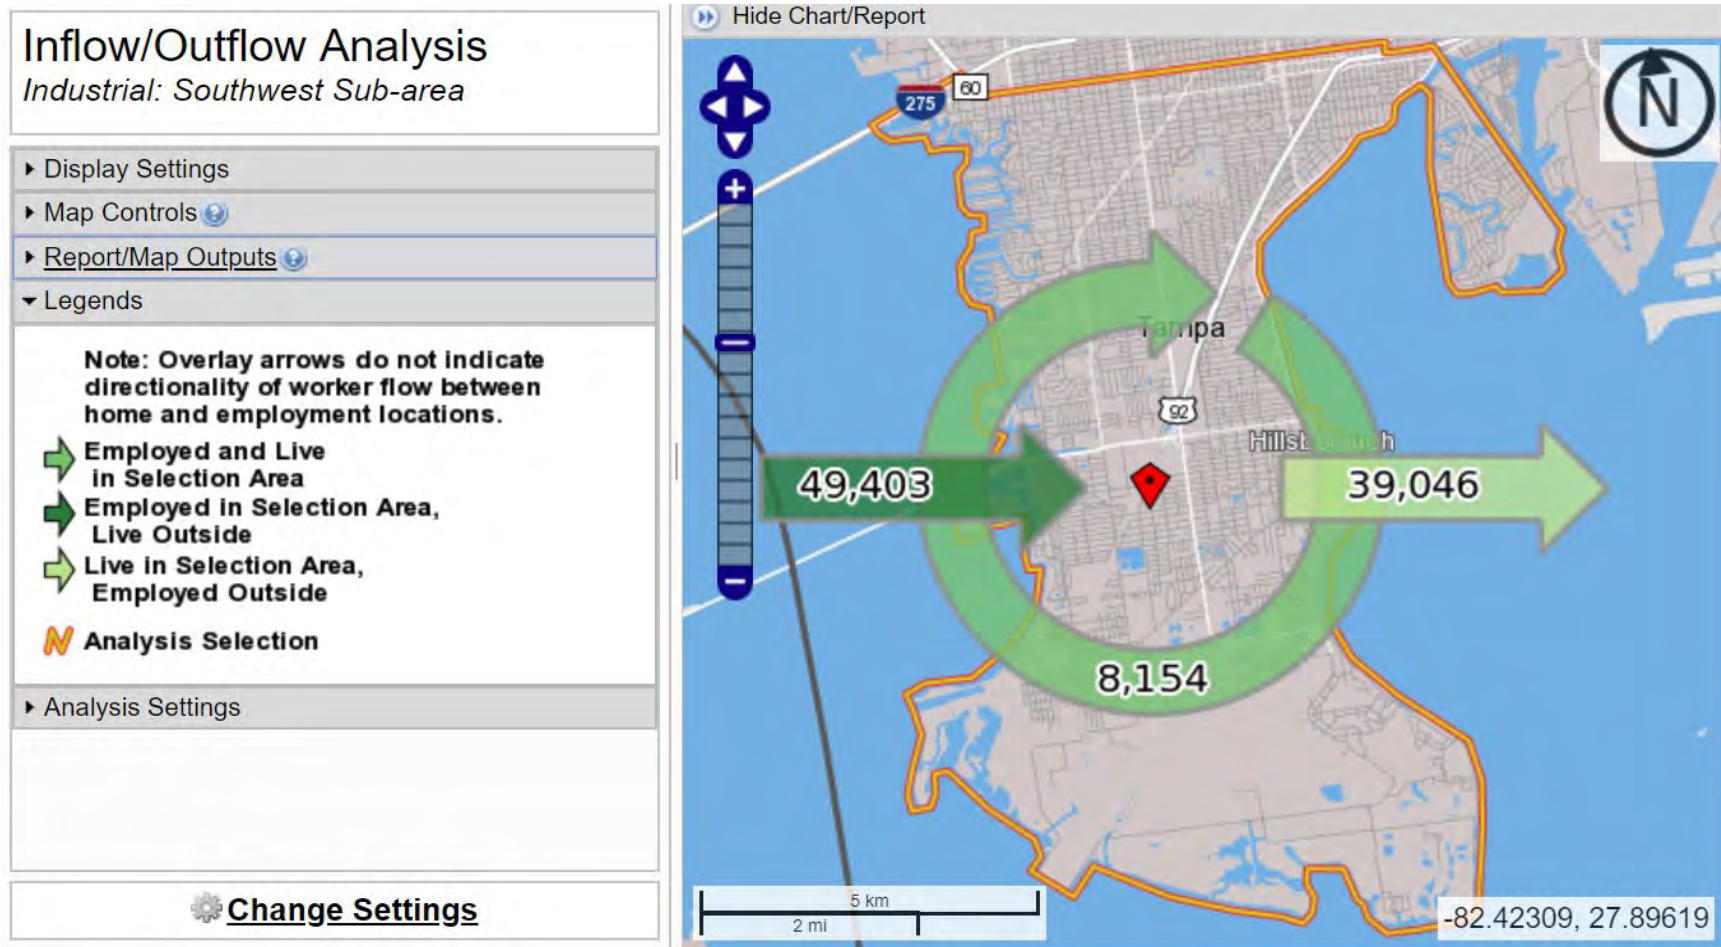 Inflow/Outflow Analysis
Industrial: Southwest Sub-area
Display Settings
Map Controls ?
Report/Map Outputs ?
Legends
Note: Overlay arrows do not indicate
directionality of worker flow between
home and employment locations.
Employed and Live
in Selection Area
Employed in Selection Area,
Live Outside
Live in Selection Area,
Employed Outside
Analysis Selection
Analysis Settings
Change Settings
Hide Chart/Report
60
275
N
Tampa
92
Hillsborough
49,403
39,046
8,154
5 km
2 mi
-82.42309, 27.89619